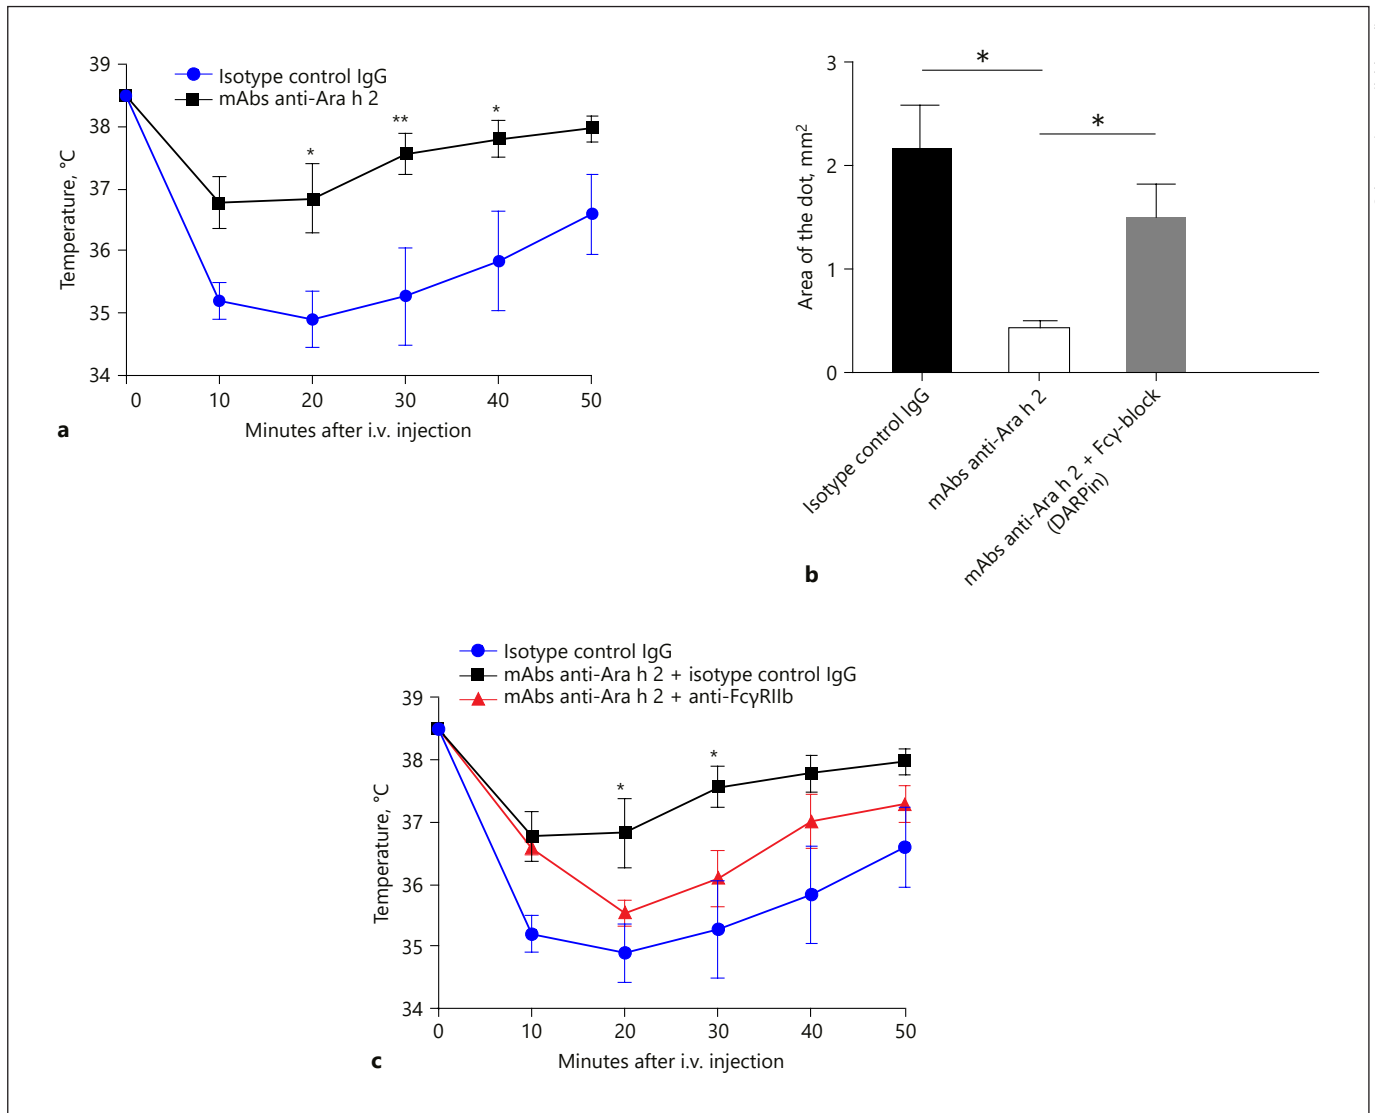 39
38
37
36
35
34
Temperature, °C
Isotype control IgG
mAbs anti-Ara h 2
*
**
*
0 10 20 30 40 50
Minutes after i.v. injection
a
3
2
1
0
Area of the dot, mm²
*
*
Isotype control IgG
mAbs anti-Ara h 2
mAbs anti-Ara h 2 + Fcγ-block
(DARPin)
b
Isotype control IgG
mAbs anti-Ara h 2 + isotype control IgG
mAbs anti-Ara h 2 + anti-FcγRIIb
39
38
37
36
35
34
Temperature, °C
*
*
0 10 20 30 40 50
Minutes after i.v. injection
c